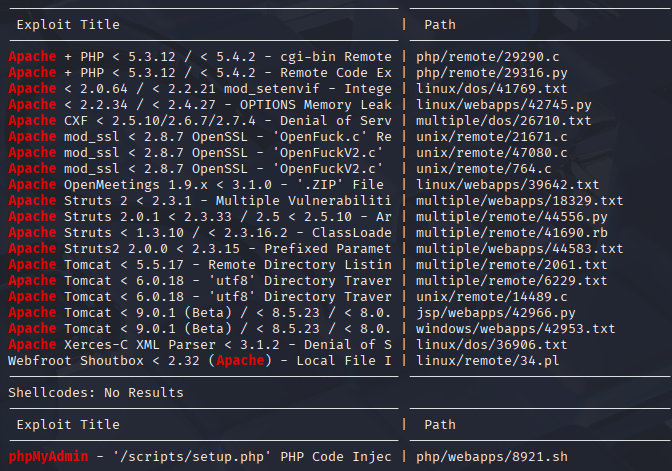 Exploit Title | Path
Apache + PHP < 5.3.12 / < 5.4.2 - cgi-bin Remote | php/remote/29290.c
Apache + PHP < 5.3.12 / < 5.4.2 - Remote Code Ex | php/remote/29316.py
Apache < 2.0.64 / < 2.2.21 mod_setenvif - Intege | linux/dos/41769.txt
Apache < 2.2.34 / < 2.4.27 - OPTIONS Memory Leak | linux/webapps/42745.py
Apache CXF < 2.5.10/2.6.7/2.7.4 - Denial of Serv | multiple/dos/26710.txt
Apache mod_ssl < 2.8.7 OpenSSL - 'OpenFuck.c' Re | unix/remote/21671.c
Apache mod_ssl < 2.8.7 OpenSSL - 'OpenFuckV2.c' | unix/remote/47080.c
Apache mod_ssl < 2.8.7 OpenSSL - 'OpenFuckV2.c' | unix/remote/764.c
Apache OpenMeetings 1.9.x < 3.1.0 - '.ZIP' File | linux/webapps/39642.txt
Apache Struts 2 < 2.3.1 - Multiple Vulnerabiliti | multiple/webapps/18329.txt
Apache Struts 2.0.1 < 2.3.33 / 2.5 < 2.5.10 - Ar | multiple/remote/44556.py
Apache Struts < 1.3.10 / < 2.3.16.2 - ClassLoade | multiple/remote/41690.rb
Apache Struts2 2.0.0 < 2.3.15 - Prefixed Paramet | multiple/webapps/44583.txt
Apache Tomcat < 5.5.17 - Remote Directory Listin | multiple/remote/2061.txt
Apache Tomcat < 6.0.18 - 'utf8' Directory Traver | multiple/remote/6229.txt
Apache Tomcat < 6.0.18 - 'utf8' Directory Traver | unix/remote/14489.c
Apache Tomcat < 9.0.1 (Beta) / < 8.5.23 / < 8.0. | jsp/webapps/42966.py
Apache Tomcat < 9.0.1 (Beta) / < 8.5.23 / < 8.0. | windows/webapps/42953.txt
Apache Xerces-C XML Parser < 3.1.2 - Denial of S | linux/dos/36906.txt
Webfroot Shoutbox < 2.32 (Apache) - Local File I | linux/remote/34.pl
Shellcodes: No Results
Exploit Title | Path
phpMyAdmin - '/scripts/setup.php' PHP Code Injec | php/webapps/8921.sh